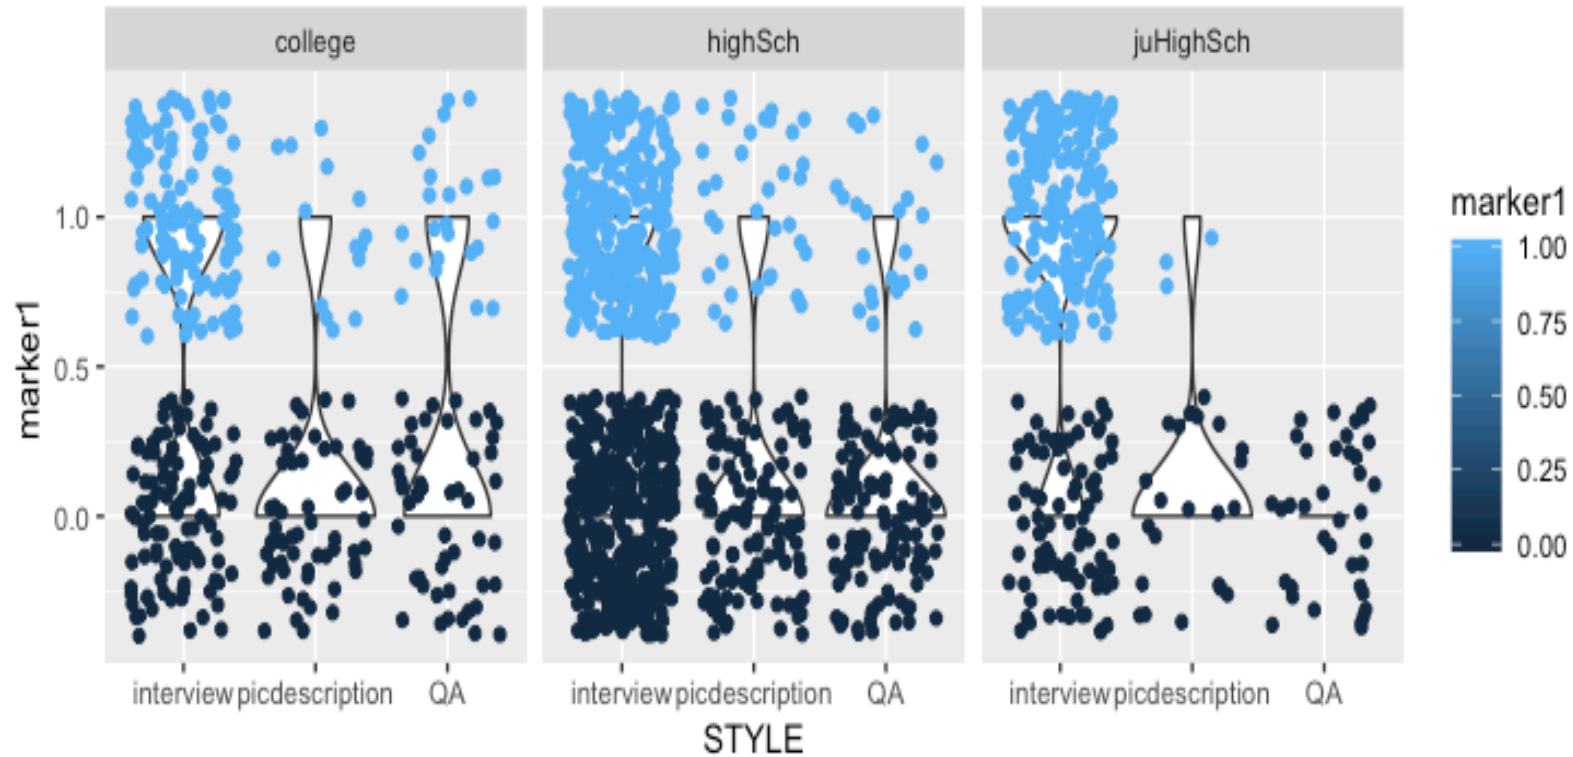 college highSch juHighSch
marker1
1.0
0.5
0.0
interview picdescription QA interview picdescription QA interview picdescription QA
STYLE
marker1
1.00
0.75
0.50
0.25
0.00